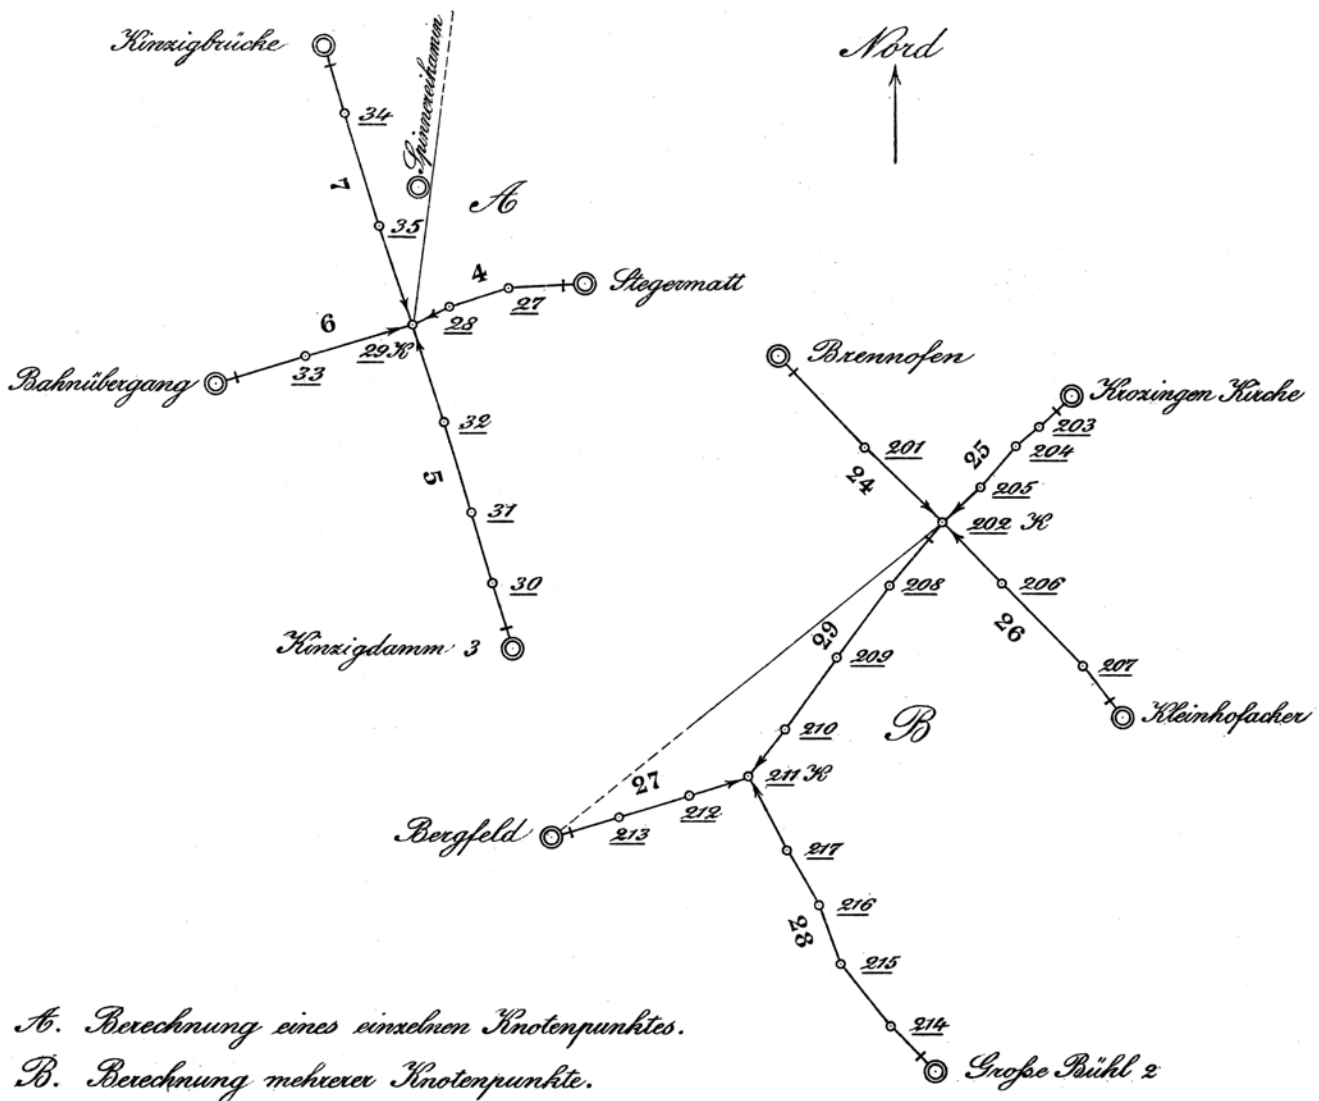 Kinzigbrücke
Spinnereikamm
Nord
34
7
A
35
4
Stegermatt
27
28
6
29 K
33
Bahnübergang
Brennofen
Krozingen Kirche
203
32
201
25
204
24
205
5
202 K
31
30
208
206
29
26
Kinzigdamm 3
209
207
Kleinhofacker
B
210
27
211 K
212
213
Bergfeld
217
216
28
215
214
Große Bühl 2
A. Berechnung eines einzelnen Knotenpunktes.
B. Berechnung mehrerer Knotenpunkte.